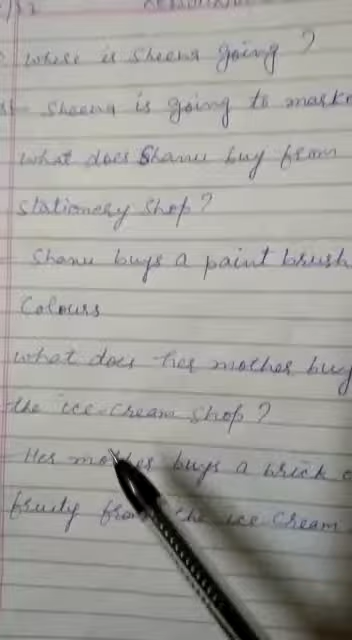 where is Sheena going?
Sheena is going to
what does Shanu buy from
Stationery shop?
Shanu buys a paint brush
Colours
what does her mother buy
the ice-cream shop?
Her mother buys a brick
fruity from the ice cream